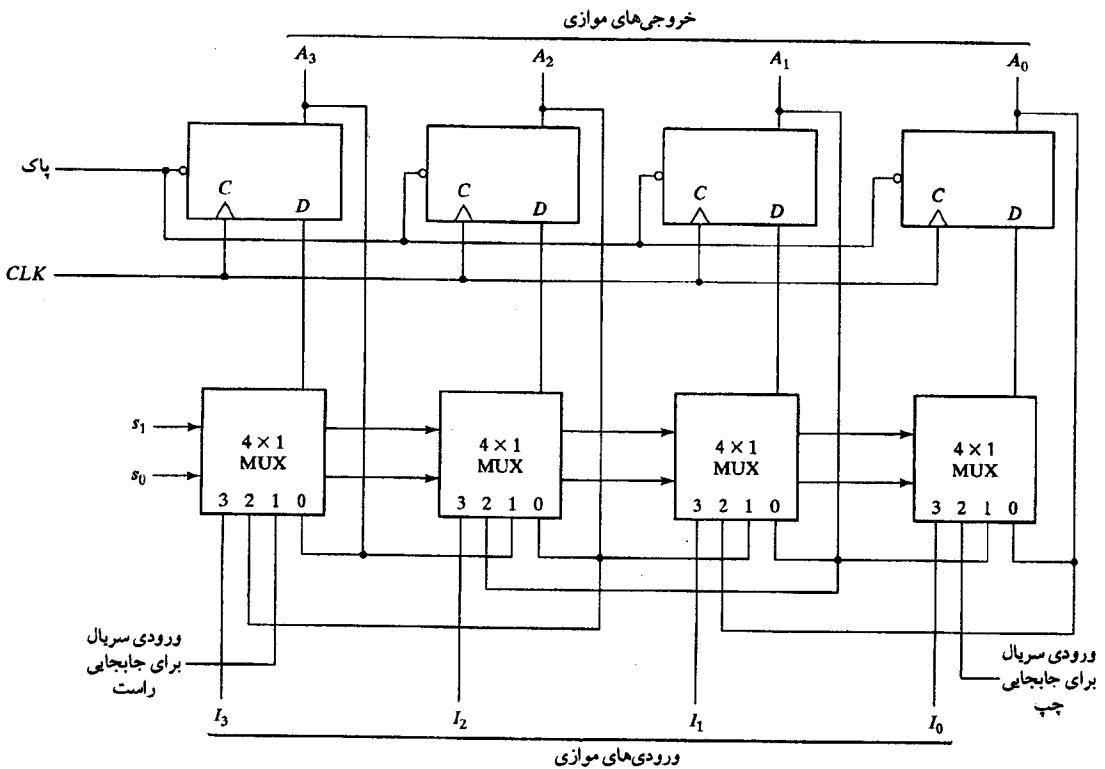 خروجی‌های موازی
A3 A2 A1 A0
پاک
C D C D C D C D
CLK
s1
s0
4 × 1 MUX
3 2 1 0
4 × 1 MUX
3 2 1 0
4 × 1 MUX
3 2 1 0
4 × 1 MUX
3 2 1 0
ورودی سریال
برای جابجایی
راست
ورودی سریال
برای جابجایی
چپ
I3 I2 I1 I0
ورودی‌های موازی